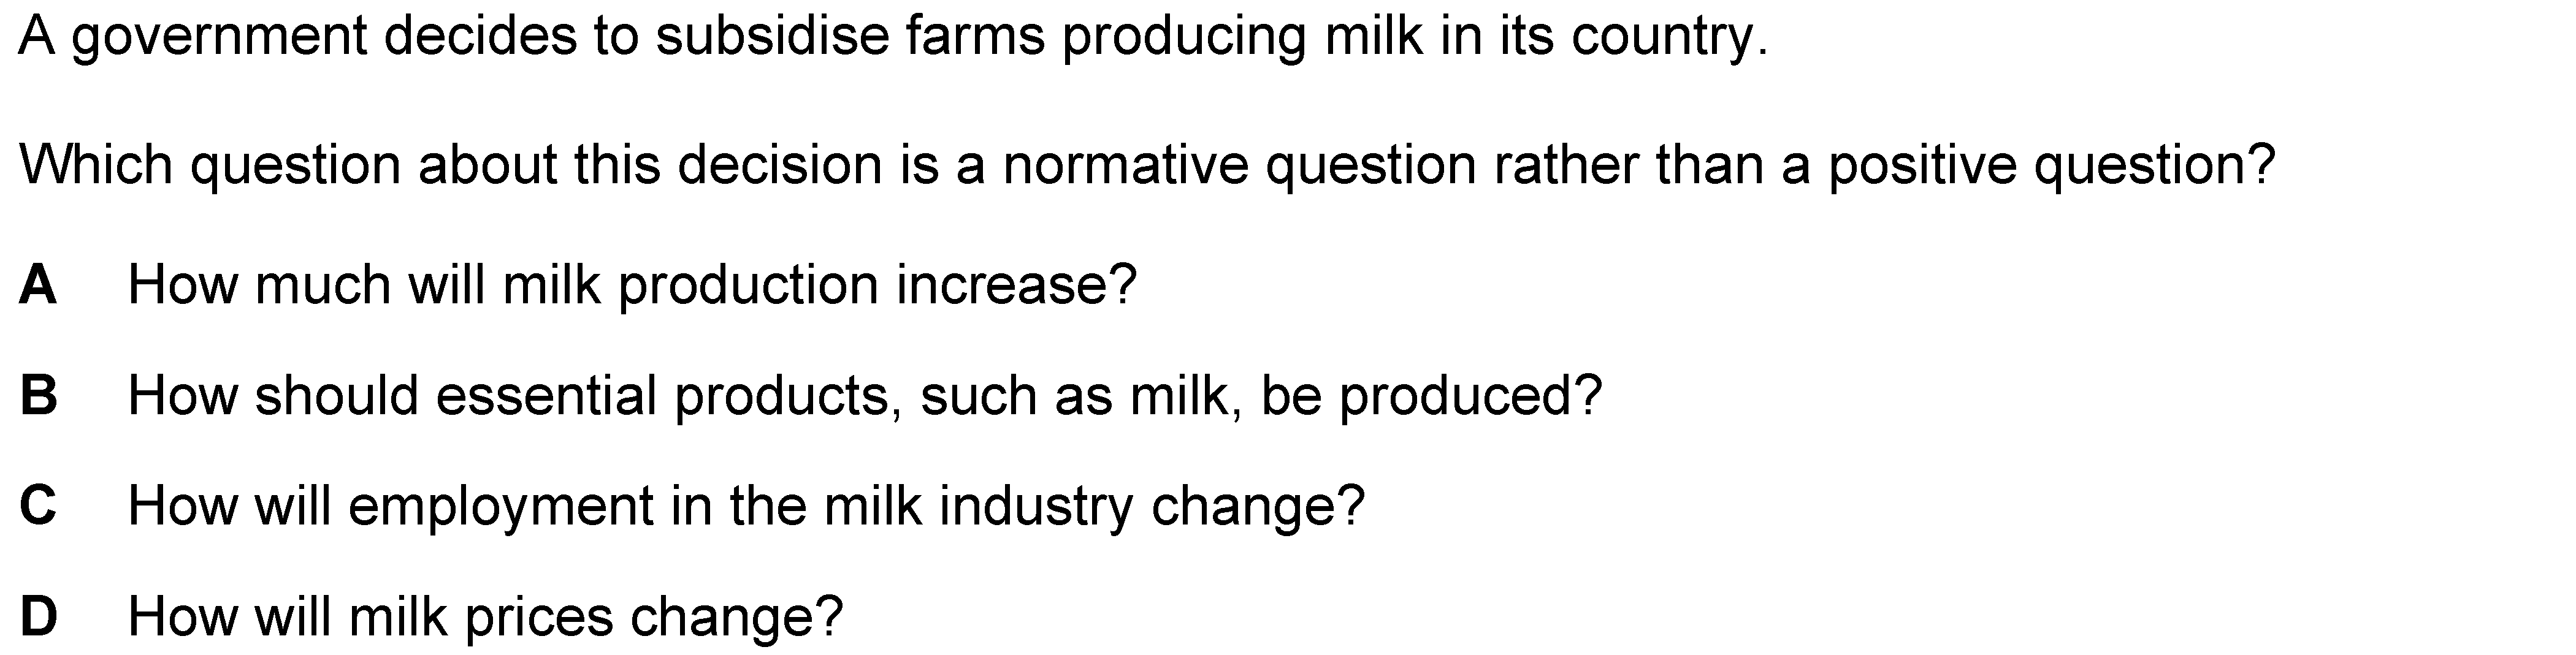 A government decides to subsidise farms producing milk in its country.
Which question about this decision is a normative question rather than a positive question?
A How much will milk production increase?
B How should essential products, such as milk, be produced?
C How will employment in the milk industry change?
D How will milk prices change?